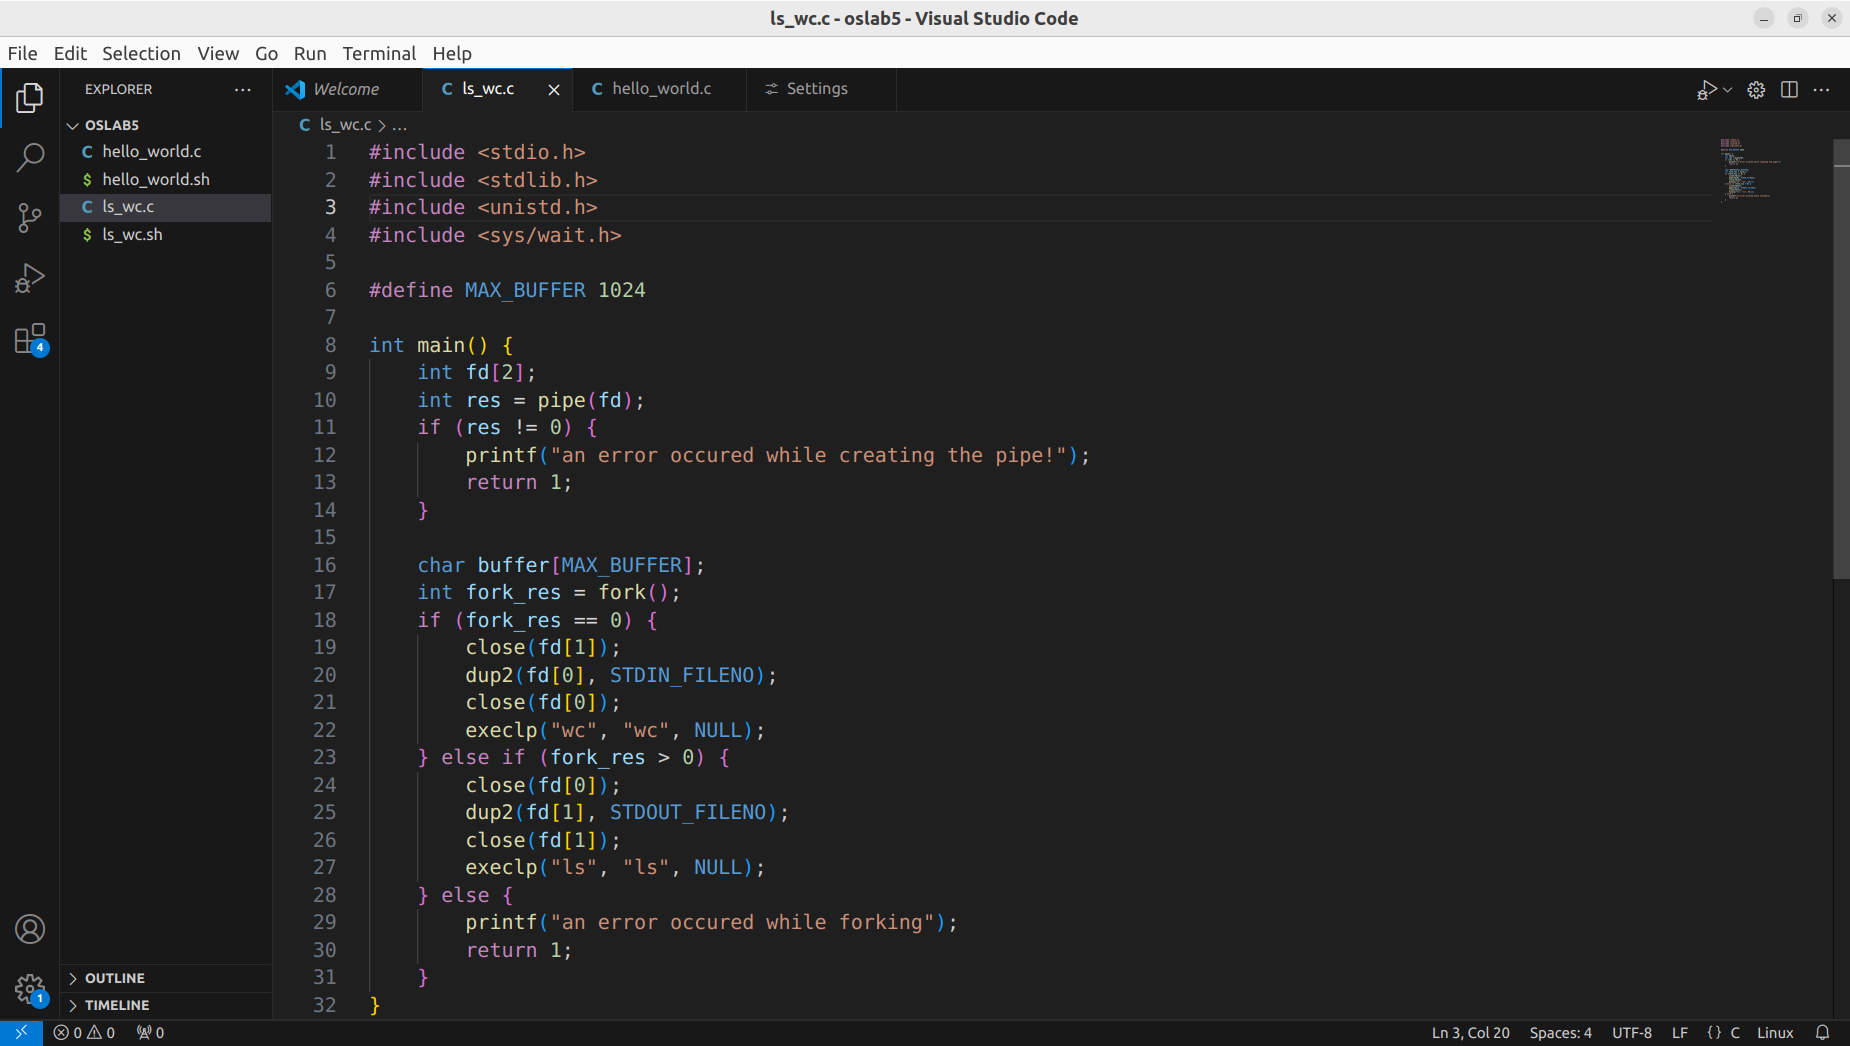 ls_wc.c - oslab5 - Visual Studio Code
File Edit Selection View Go Run Terminal Help
EXPLORER ...
Welcome
C ls_wc.c
C hello_world.c
Settings
OSLAB5
C hello_world.c
$ hello_world.sh
C ls_wc.c
$ ls_wc.sh
4
OUTLINE
TIMELINE
1
C ls_wc.c > ...
1 #include <stdio.h>
2 #include <stdlib.h>
3 #include <unistd.h>
4 #include <sys/wait.h>
5
6 #define MAX_BUFFER 1024
7
8 int main() {
9     int fd[2];
10     int res = pipe(fd);
11     if (res != 0) {
12         printf("an error occured while creating the pipe!");
13         return 1;
14     }
15
16     char buffer[MAX_BUFFER];
17     int fork_res = fork();
18     if (fork_res == 0) {
19         close(fd[1]);
20         dup2(fd[0], STDIN_FILENO);
21         close(fd[0]);
22         execlp("wc", "wc", NULL);
23     } else if (fork_res > 0) {
24         close(fd[0]);
25         dup2(fd[1], STDOUT_FILENO);
26         close(fd[1]);
27         execlp("ls", "ls", NULL);
28     } else {
29         printf("an error occured while forking");
30         return 1;
31     }
32 }
0 0 0
Ln 3, Col 20 Spaces: 4 UTF-8 LF {} C Linux